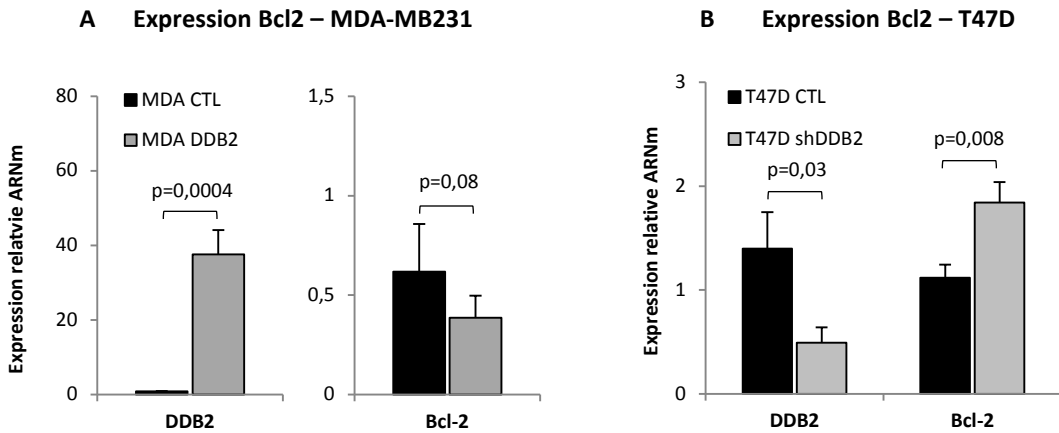 A Expression Bcl2 – MDA-MB231
Expression relatvie ARNm
80
60
40
20
0
MDA CTL
MDA DDB2
p=0,0004
DDB2
1,5
1
0,5
0
p=0,08
Bcl-2
B Expression Bcl2 – T47D
Expression relative ARNm
3
2
1
0
T47D CTL
T47D shDDB2
p=0,03
p=0,008
DDB2
Bcl-2